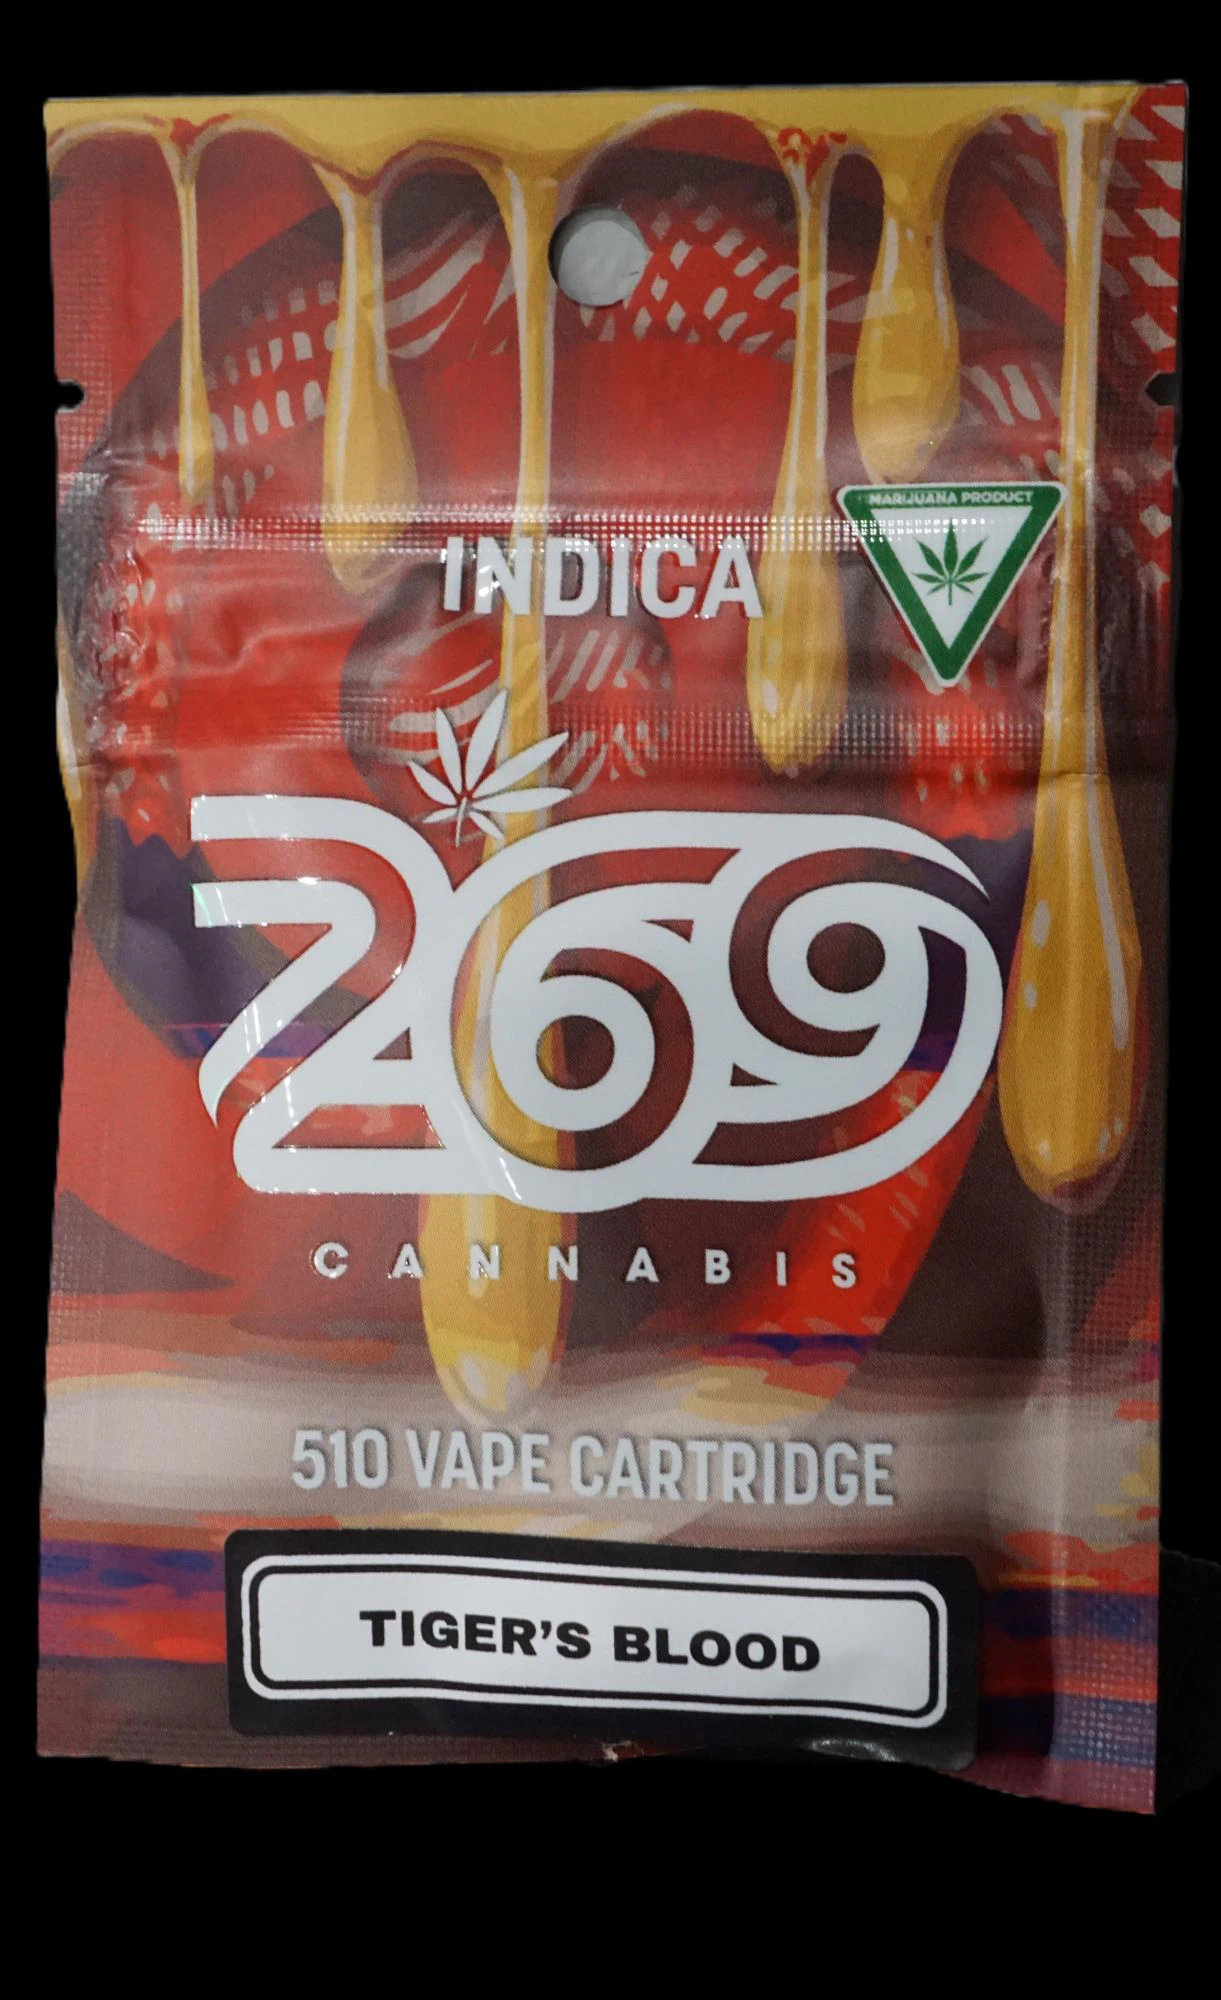 MARIJUANA PRODUCT
INDICA
269
CANNABIS
510 VAPE CARTRIDGE
TIGER'S BLOOD